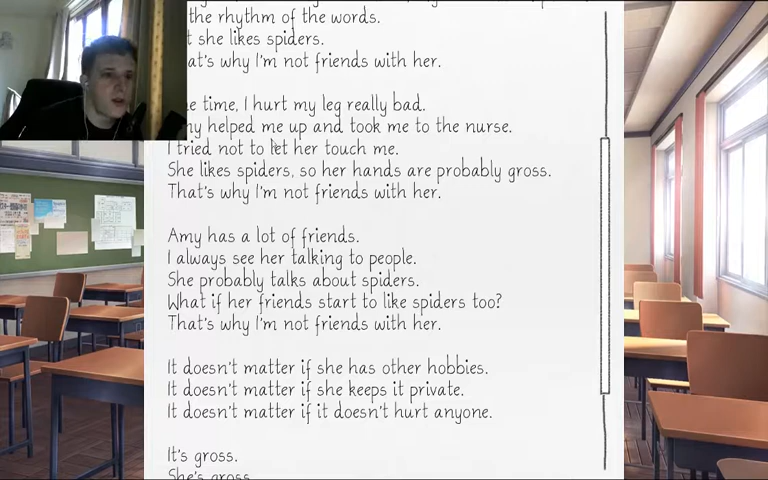 the rhythm of the words.
t she likes spiders.
at's why I'm not friends with her.
e time, I hurt my leg really bad.
my helped me up and took me to the nurse.
I tried not to let her touch me.
She likes spiders, so her hands are probably gross.
That's why I'm not friends with her.
Amy has a lot of friends.
I always see her talking to people.
She probably talks about spiders.
What if her friends start to like spiders too?
That's why I'm not friends with her.
It doesn't matter if she has other hobbies.
It doesn't matter if she keeps it private.
It doesn't matter if it doesn't hurt anyone.
It's gross.
She's gross